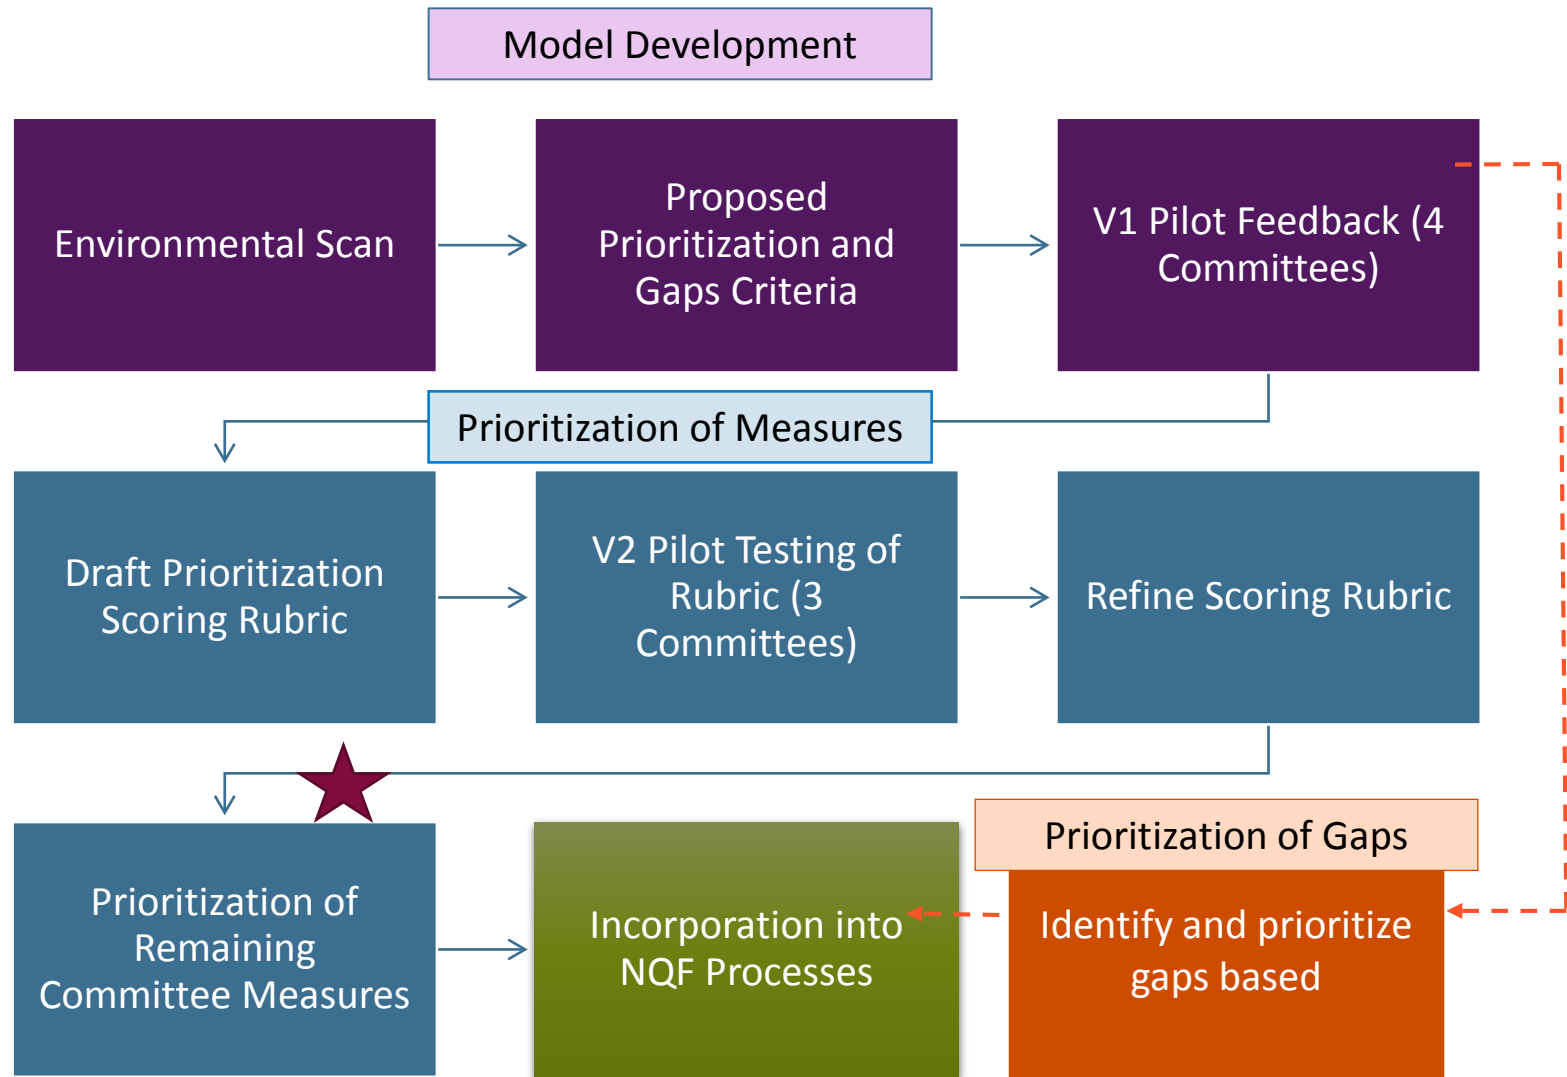 Model Development
Environmental Scan
Proposed
Prioritization and
Gaps Criteria
V1 Pilot Feedback (4
Committees)
Prioritization of Measures
Draft Prioritization
Scoring Rubric
V2 Pilot Testing of
Rubric (3
Committees)
Refine Scoring Rubric
Prioritization of
Remaining
Committee Measures
Incorporation into
NQF Processes
Prioritization of Gaps
Identify and prioritize
gaps based